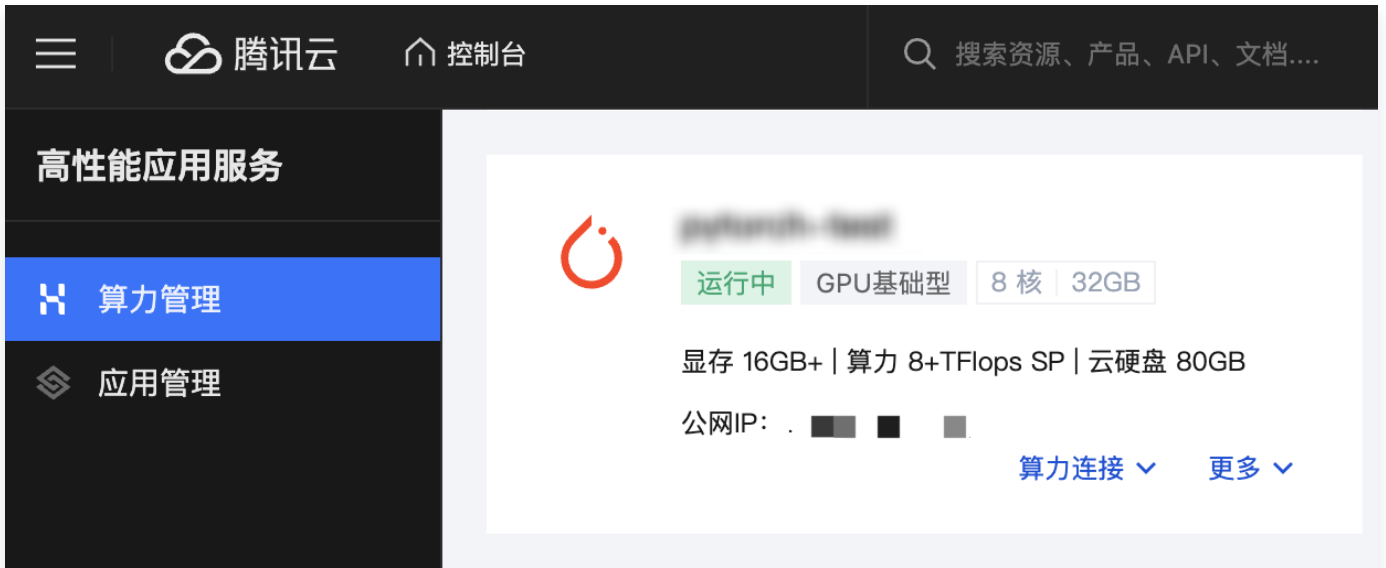 腾讯云 控制台 搜索资源、产品、API、文档....
高性能应用服务
算力管理
应用管理
运行中 GPU基础型 8 核 32GB
显存 16GB+ | 算力 8+TFlops SP | 云硬盘 80GB
公网IP: .
算力连接 更多